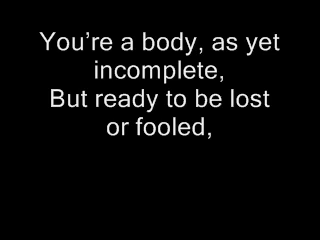 You’re a body, as yet
incomplete,
But ready to be lost
or fooled,